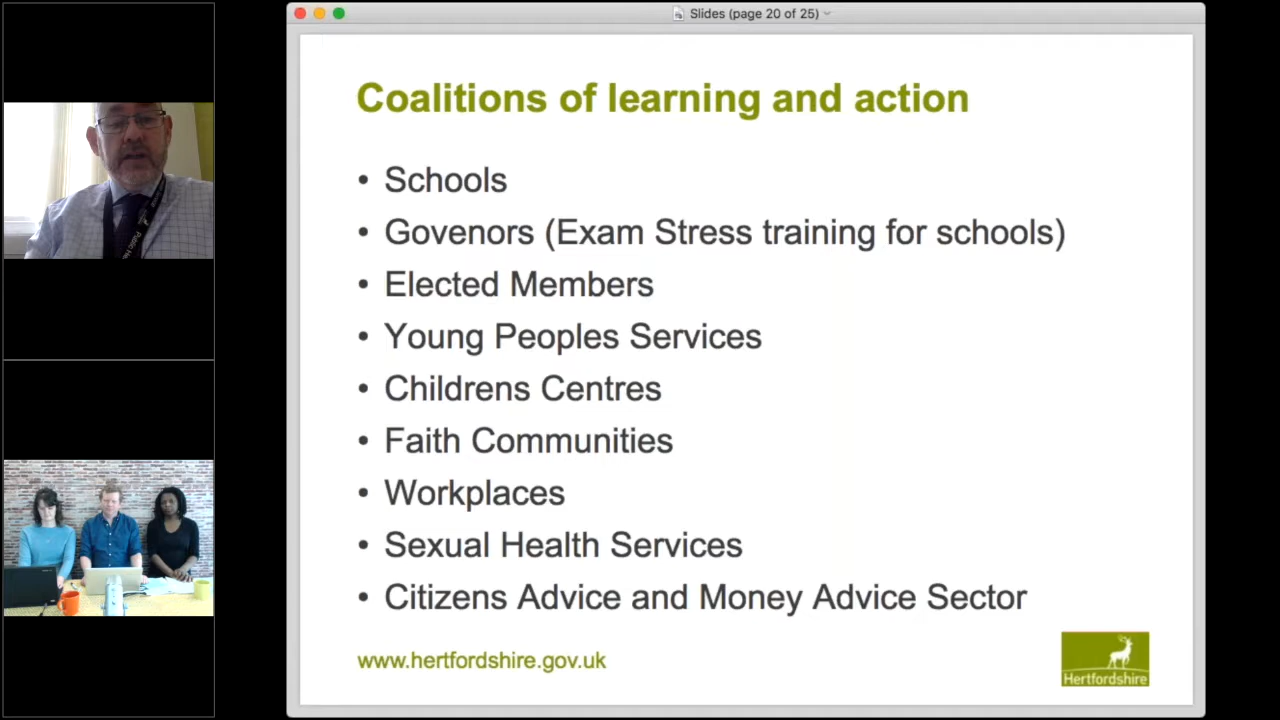 Slides (page 20 of 25)
Coalitions of learning and action
• Schools
• Govenors (Exam Stress training for schools)
• Elected Members
• Young Peoples Services
• Childrens Centres
• Faith Communities
• Workplaces
• Sexual Health Services
• Citizens Advice and Money Advice Sector
www.hertfordshire.gov.uk
Hertfordshire